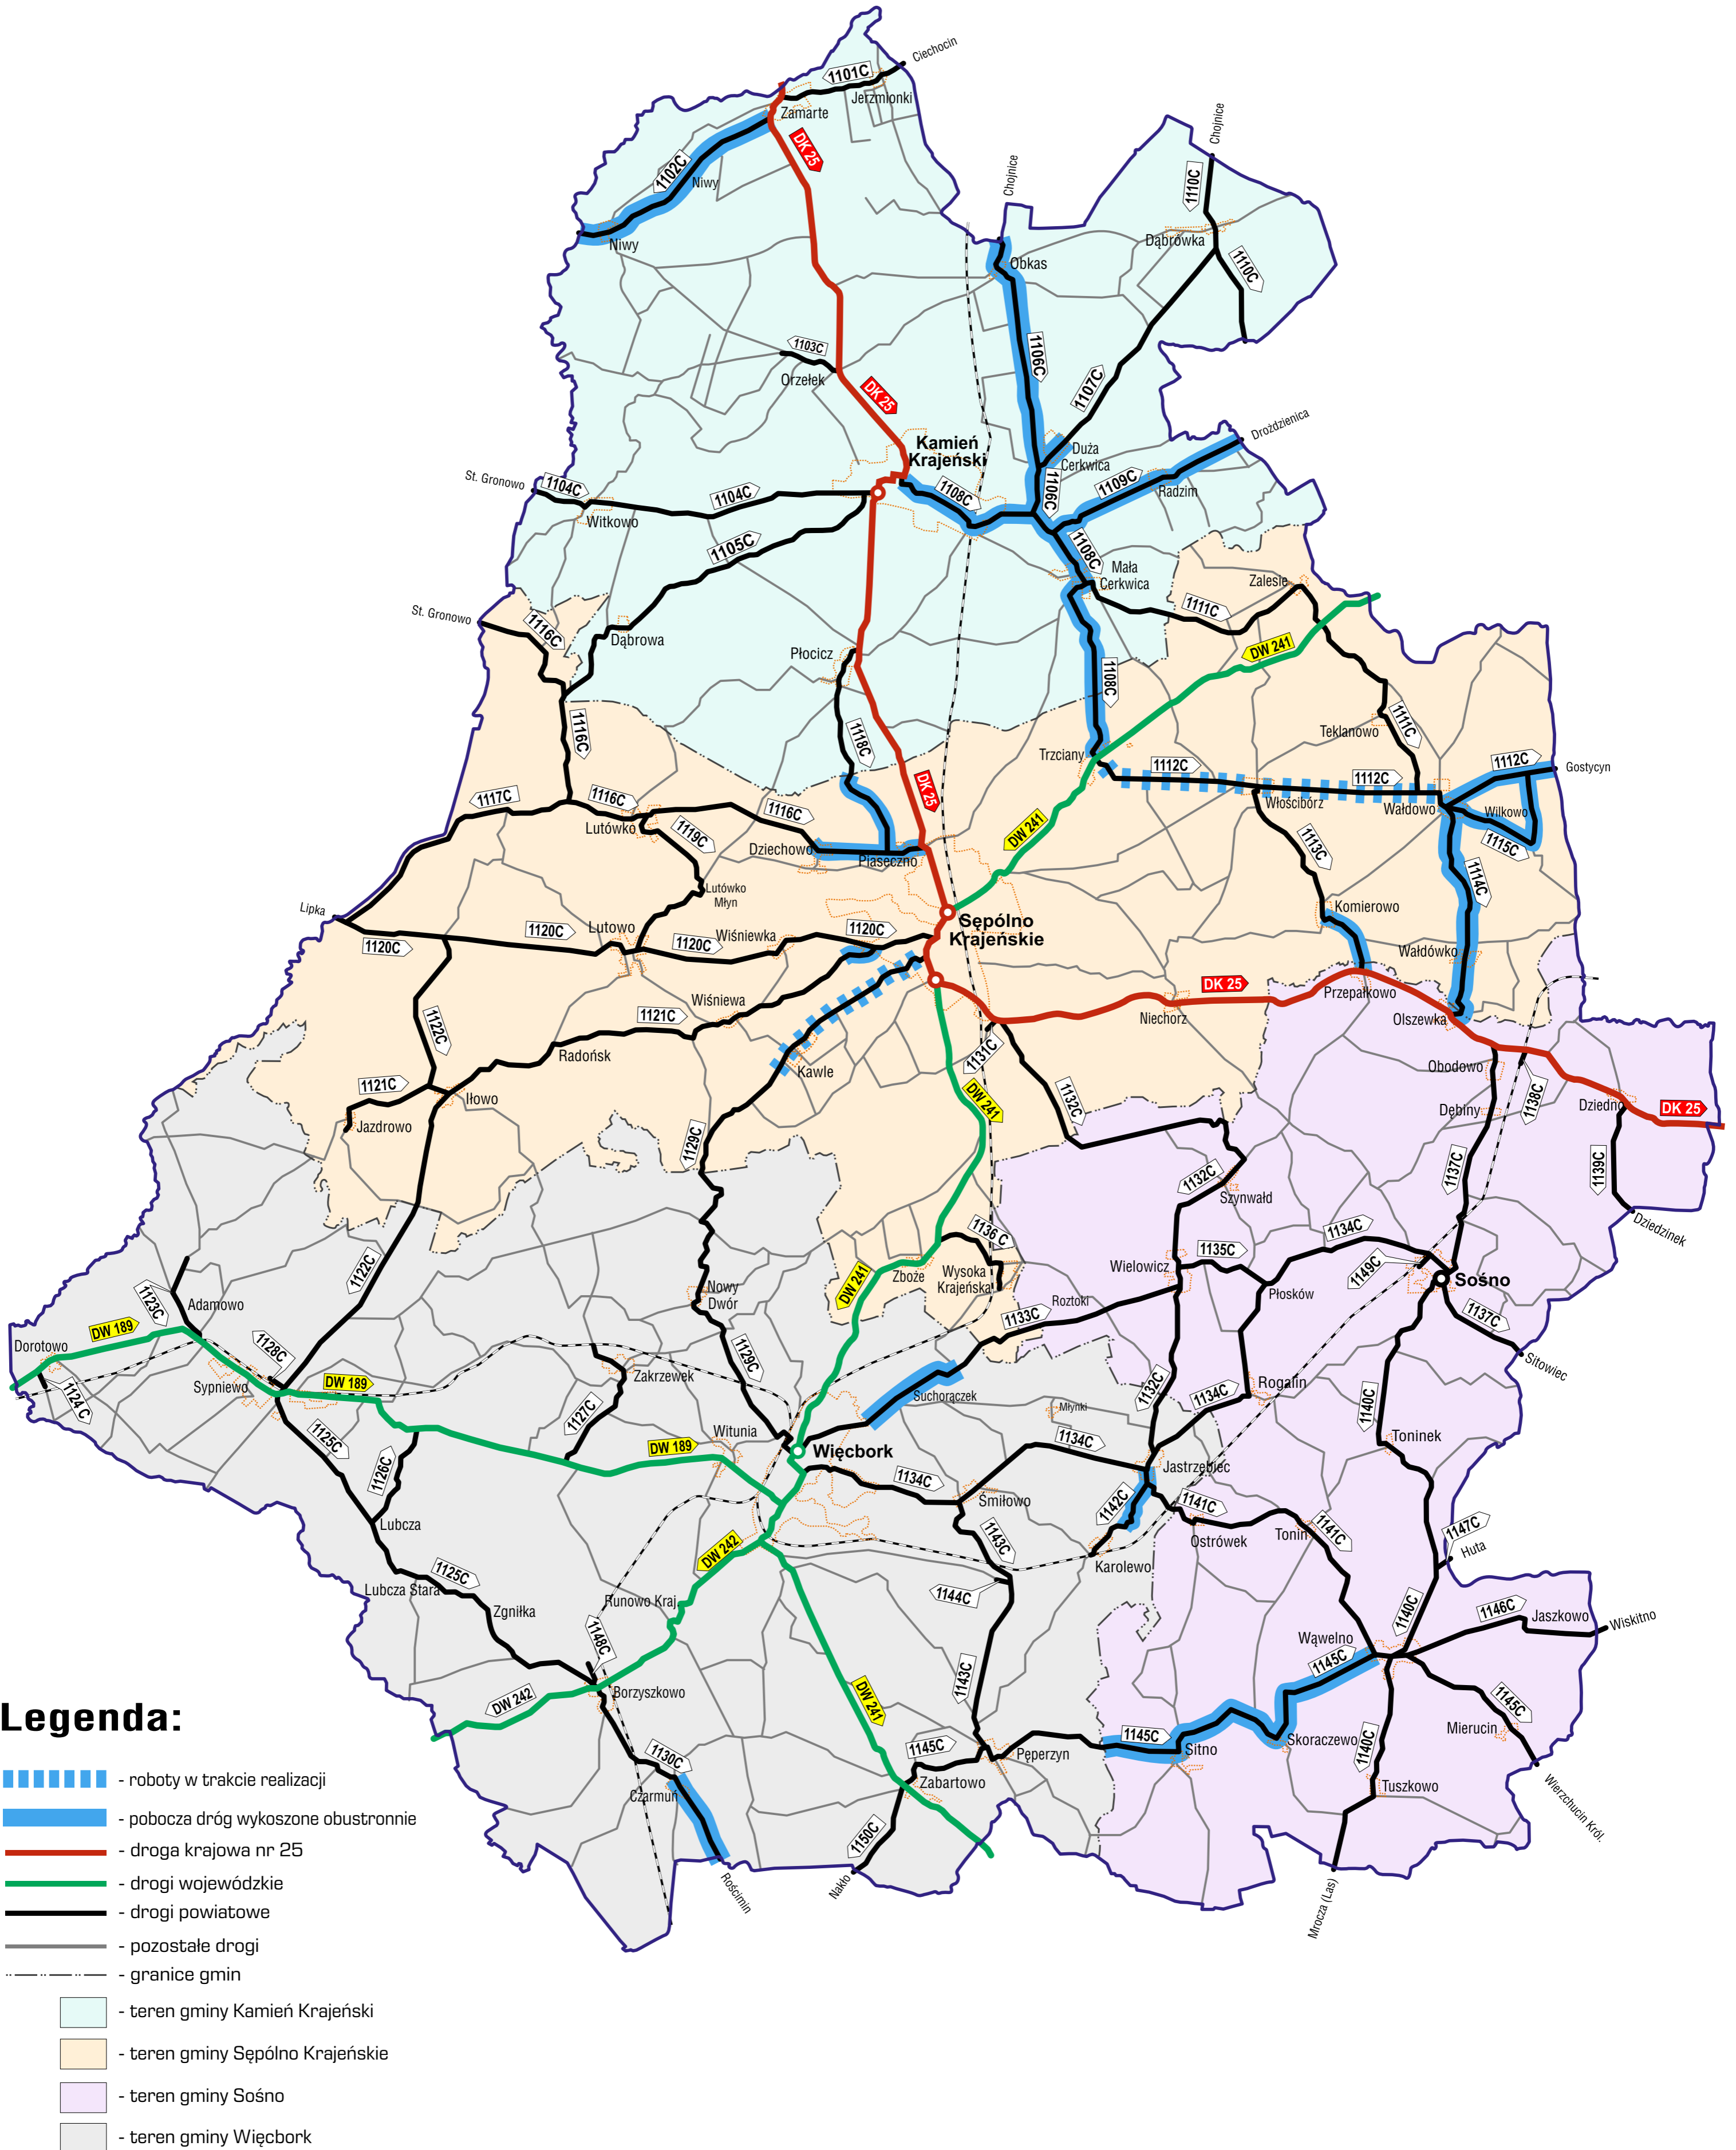 Ciechocin
1101C
Jerzmionki
Zamarte
DK 25
1102C
Niwy
Niwy
Chojnice
Chojnice
1110C
Dąbrówka
1110C
Obkas
1106C
1103C
Orzełek
DK 25
1107C
Kamień
Krajeński
Duża
Cerkwica
Drożdzienica
St. Gronowo
1104C
1104C
Witkowo
1108C
1106C
1109C
Radzim
1105C
1108C
Mała
Cerkwica
Zalesie
St. Gronowo
1116C
Dąbrowa
1111C
Płocicz
DW 241
1108C
1116C
1118C
Teklanowo
1111C
Trzciany
1112C
1112C
1112C
Gostycyn
DK 25
1117C
1116C
Lutówko
1116C
1119C
Dziechowo
Piaseczno
DW 241
Włościbórz
Wałdowo
Wilkowo
1115C
1113C
1114C
Lutówko
Młyn
Lipka
1120C
1120C
Lutowo
1120C
Wiśniewka
1120C
Sępólno
Krajeńskie
Komierowo
Wałdówko
DK 25
Przepałkowo
Niechorz
Olszewka
Wiśniewa
1121C
Radońsk
1122C
1121C
Iłowo
Jazdrowo
Kawle
1131C
DW 241
1132C
Obodowo
Dębiny
1138C
Dziedno
DK 25
1129C
1137C
1139C
Dziedzinek
1132C
Szynwałd
1136 C
1134C
1135C
Wielowicz
1149C
Sośno
Płosków
1122C
Zboże
Wysoka
Krajeńska
DW 241
Nowy
Dwór
Roztoki
1133C
1137C
Sitowiec
1123C
Adamowo
DW 189
Dorotowo
1124 C
Sypniewo
1128C
DW 189
1129C
Zakrzewek
1127C
Suchorączek
Młynki
1132C
1134C
Rogalin
1140C
Toninek
1125C
1126C
Witunia
DW 189
Więcbork
1134C
1134C
Jastrzębiec
Śmiłowo
1142C
1141C
Ostrówek
Tonin
1141C
Karolewo
1143C
1147C
Huta
Lubcza
DW 242
1125C
Lubcza Stara
Zgniłka
Runowo Kraj.
1144C
1148C
1140C
1146C
Jaszkowo
Wiskitno
Wąwelno
1145C
1143C
DW 242
Borzyszkowo
DW 241
1145C
Mierucin
Skoraczewo
1140C
Tuszkowo
1145C
Sitno
1145C
Pęperzyn
Zabartowo
1130C
Czarmuń
1150C
Nakło
Rościmin
Wierzchucin Król.
Mrocza (Las)
Legenda:
- roboty w trakcie realizacji
- pobocza dróg wykoszone obustronnie
- droga krajowa nr 25
- drogi wojewódzkie
- drogi powiatowe
- pozostałe drogi
- granice gmin
- teren gminy Kamień Krajeński
- teren gminy Sępólno Krajeńskie
- teren gminy Sośno
- teren gminy Więcbork